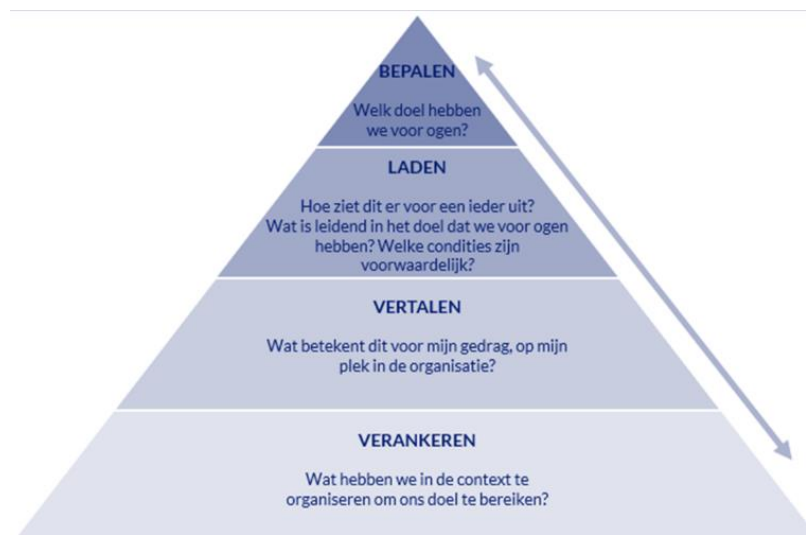 BEPALEN
Welk doel hebben
we voor ogen?
LADEN
Hoe ziet dit er voor een ieder uit?
Wat is leidend in het doel dat we voor ogen
hebben? Welke condities zijn
voorwaardelijk?
VERTALEN
Wat betekent dit voor mijn gedrag, op mijn
plek in de organisatie?
VERANKEREN
Wat hebben we in de context te
organiseren om ons doel te bereiken?